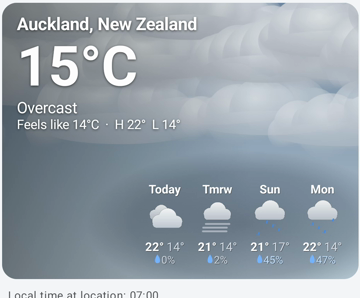 Auckland, New Zealand
15°C
Overcast
Feels like 14°C · H 22° L 14°
Today Tmrw Sun Mon
22° 14° 21° 14° 21° 17° 22° 14°
0% 2% 45% 47%
Local time at location: 07:00